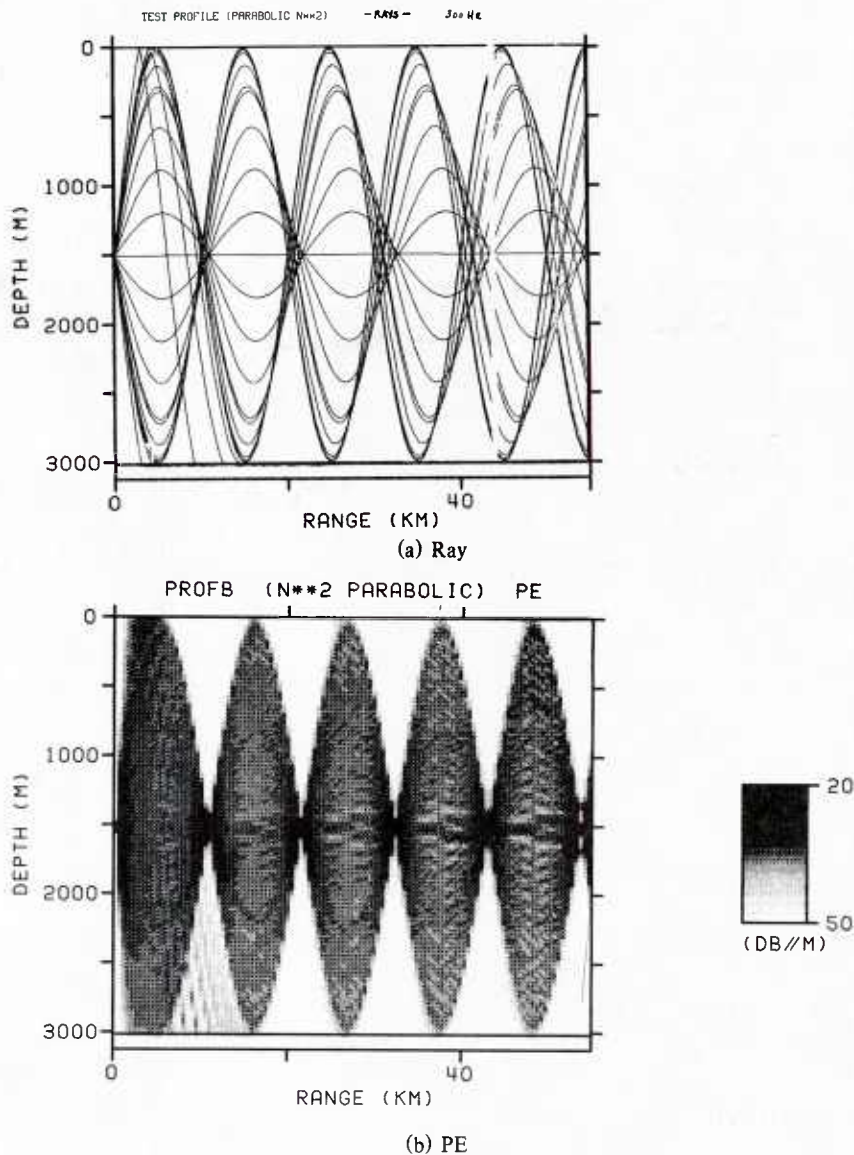 TEST PROFILE (PARABOLIC N**2) -RAYS- 300 Hz
0
1000
2000
3000
DEPTH (M)
0 40
RANGE (KM)
(a) Ray
PROFB (N**2 PARABOLIC) PE
0
1000
2000
3000
DEPTH (M)
0 40
RANGE (KM)
20
50
(DB//M)
(b) PE